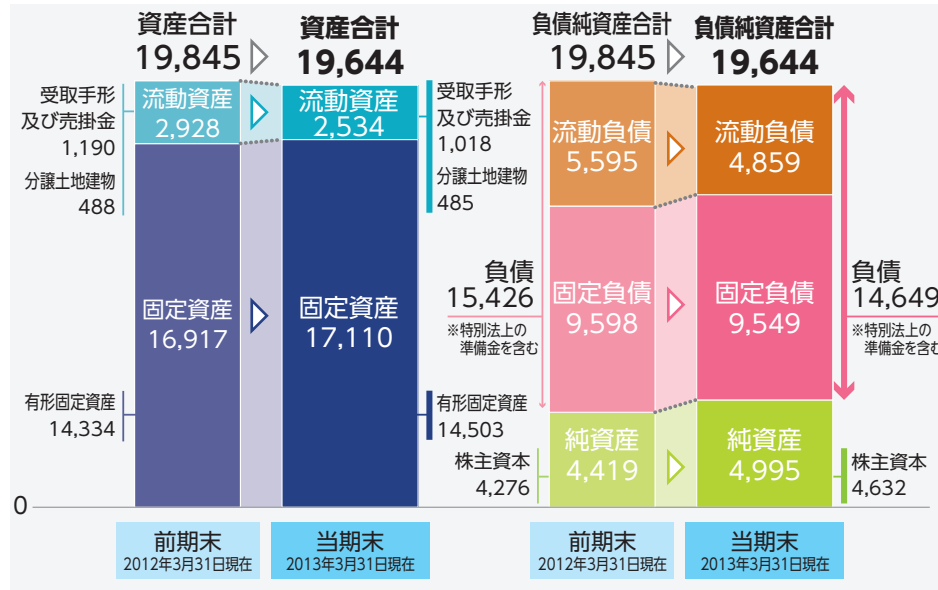 資産合計
19,845
資産合計
19,644
受取手形
及び売掛金
1,190
分譲土地建物
488
流動資産
2,928
流動資産
2,534
受取手形
及び売掛金
1,018
分譲土地建物
485
固定資産
16,917
固定資産
17,110
有形固定資産
14,334
有形固定資産
14,503
負債純資産合計
19,845
負債純資産合計
19,644
流動負債
5,595
流動負債
4,859
負債
15,426
※特別法上の
準備金を含む
固定負債
9,598
固定負債
9,549
負債
14,649
※特別法上の
準備金を含む
純資産
4,419
純資産
4,995
株主資本
4,276
株主資本
4,632
0
前期末
2012年3月31日現在
当期末
2013年3月31日現在
前期末
2012年3月31日現在
当期末
2013年3月31日現在